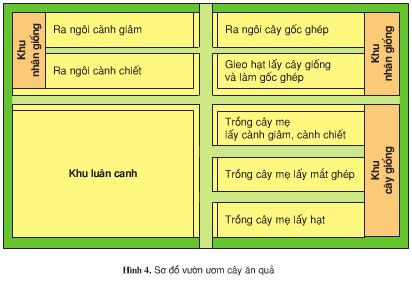 Khu
nhân giống
Ra ngôi cành giâm
Ra ngôi cành chiết
Ra ngôi cây gốc ghép
Gieo hạt lấy cây giống
và làm gốc ghép
Khu
nhân giống
Khu luân canh
Trồng cây mẹ
lấy cành giâm, cành chiết
Trồng cây mẹ lấy mắt ghép
Trồng cây mẹ lấy hạt
Khu
cây giống
Hình 4. Sơ đồ vườn ươm cây ăn quả